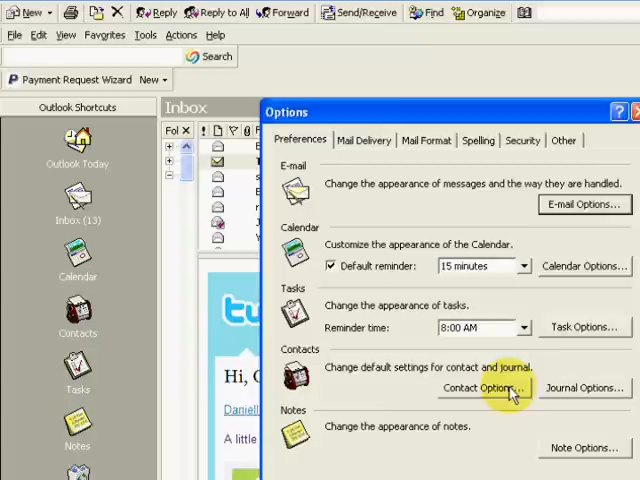 New Reply Reply to All Forward Send/Receive Find Organize
File Edit View Favorites Tools Actions Help
Search
Payment Request Wizard New
Outlook Shortcuts
Inbox
Options
Fol
Preferences Mail Delivery Mail Format Spelling Security Other
Outlook Today
E-mail
Change the appearance of messages and the way they are handled.
E-mail Options...
Inbox (13)
Calendar
Customize the appearance of the Calendar.
Default reminder: 15 minutes Calendar Options...
Calendar
Tasks
Change the appearance of tasks.
Reminder time: 8:00 AM Task Options...
Contacts
Contacts
Change default settings for contact and journal.
Contact Options... Journal Options...
Hi, C
Tasks
Daniell
Notes
Change the appearance of notes.
A little
Notes
Note Options...